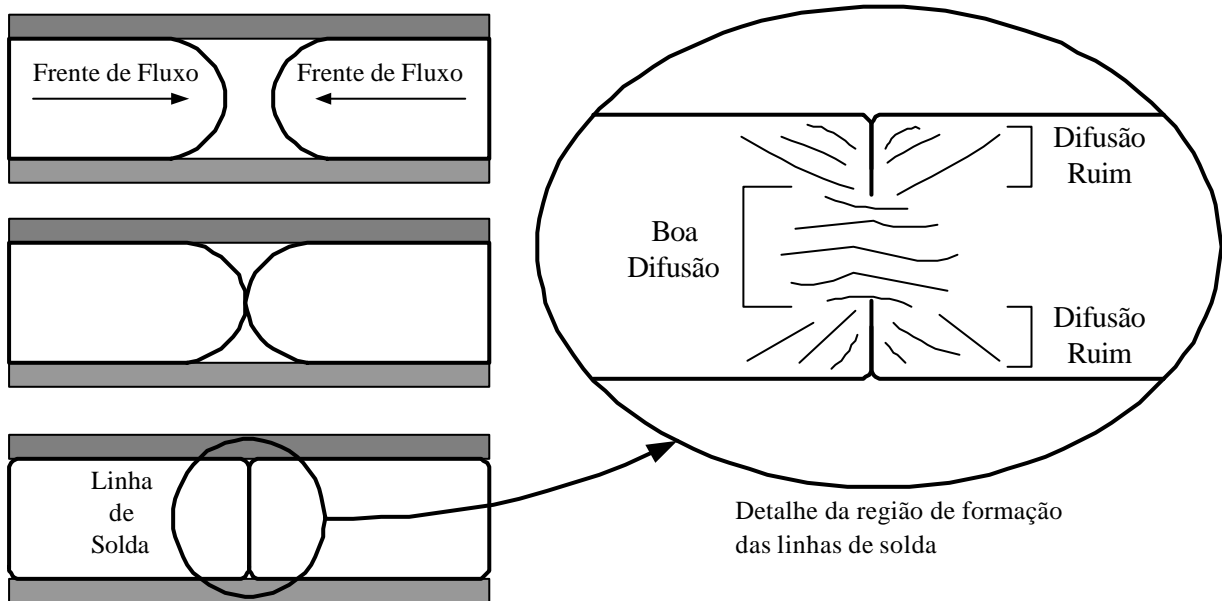 Frente de Fluxo
Frente de Fluxo
Linha
de
Solda
Difusão
Ruim
Boa
Difusão
Difusão
Ruim
Detalhe da região de formação
das linhas de solda